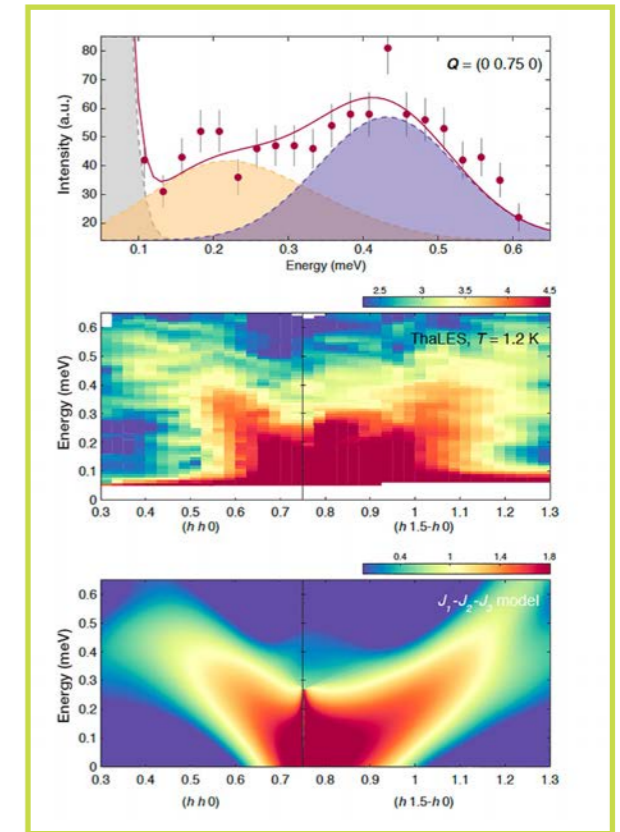 80
70
60
50
40
30
20
Intensity (a.u.)
Q = (0 0.75 0)
0.1 0.2 0.3 0.4 0.5 0.6
Energy (meV)
2.5 3 3.5 4 4.5
ThaLES, T = 1.2 K
0.6
0.5
0.4
0.3
0.2
0.1
0
Energy (meV)
0.3 0.4 0.5 0.6 0.7 0.8 0.9 1.0 1.1 1.2 1.3
(h h 0) (h 1.5-h 0)
0.4 1 1.4 1.8
J1-J2-J2 model
0.6
0.5
0.4
0.3
0.2
0.1
0
Energy (meV)
0.3 0.4 0.5 0.6 0.7 0.8 0.9 1.0 1.1 1.2 1.3
(h h 0) (h 1.5-h 0)